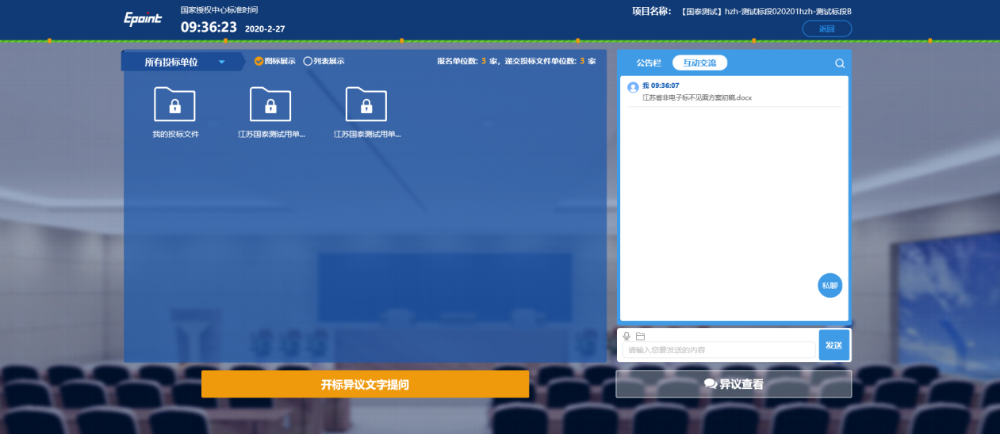 Epoint
国家授权中心标准时间
09:36:23 2020-2-27
项目名称： 【国泰测试】hzh-测试标段020201hzh-测试标段B
返回
所有投标单位
图标展示 列表展示
报名单位数: 3 家，递交投标文件单位数: 3 家
我的投标文件
江苏国泰测试用单...
江苏国泰测试用单...
公告栏 互动交流
我 09:36:07
江苏省非电子标不见面方案初稿.docx
私聊
请输入您要发送的内容
发送
开标异议文字提问
异议查看